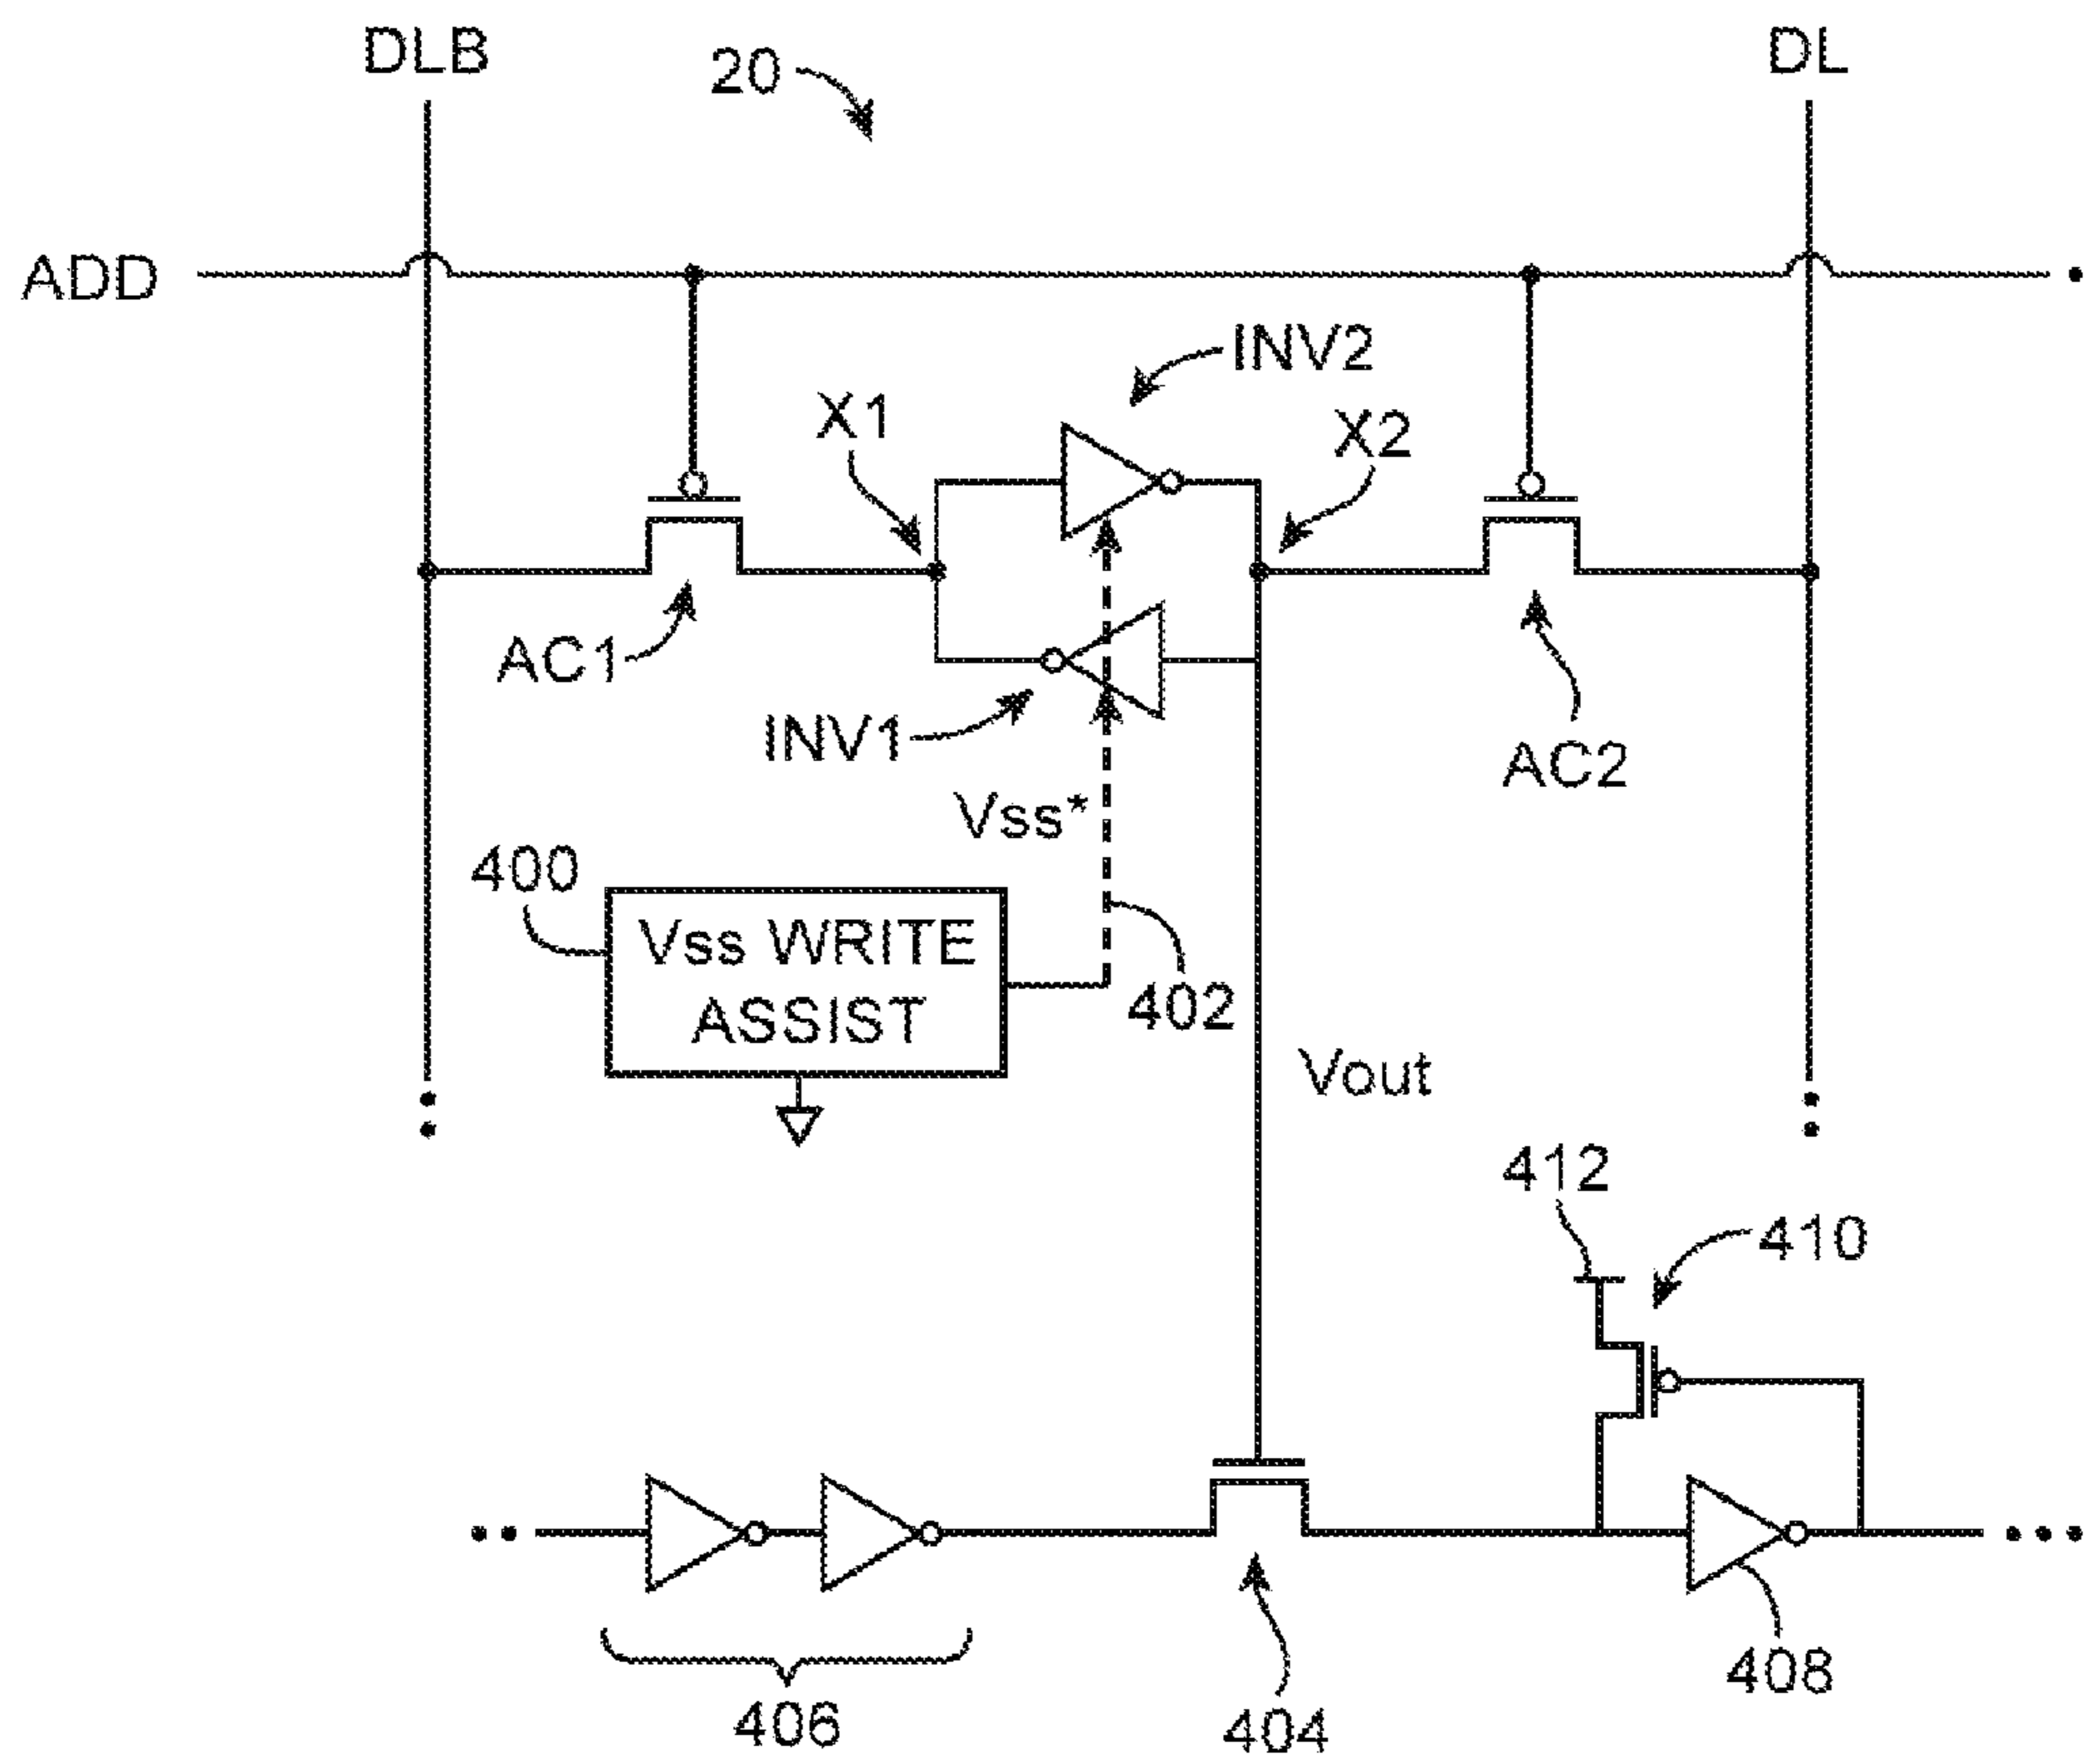 DLB
20
DL
ADD
INV2
X1
X2
AC1
INV1
AC2
Vss*
400
Vss WRITE
ASSIST
402
Vout
412
410
408
406
404